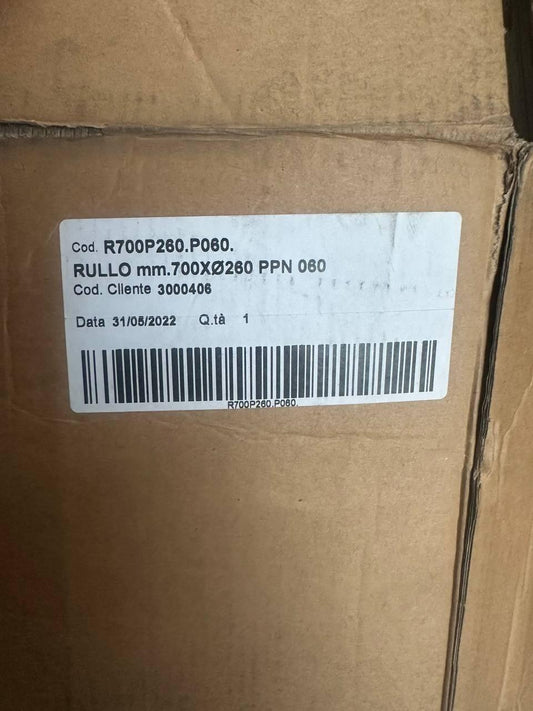 Cod. R700P260.P060.
RULLO mm.700XØ260 PPN 060
Cod. Cliente 3000406
Data 31/05/2022 Q.tà 1
R700P260.P060.